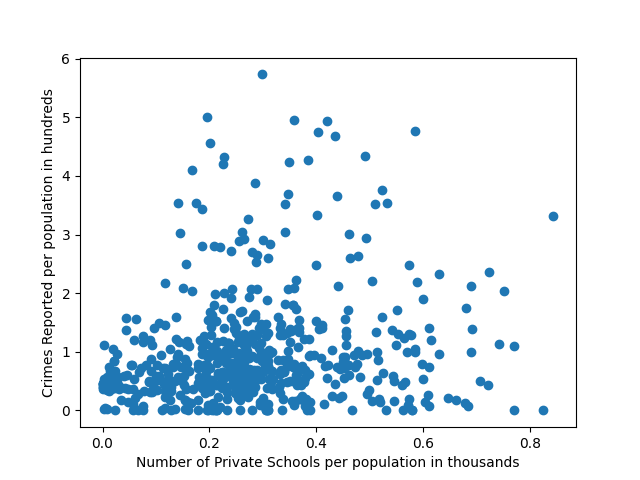 6
5
4
3
2
1
0
Crimes Reported per population in hundreds
0.0 0.2 0.4 0.6 0.8
Number of Private Schools per population in thousands